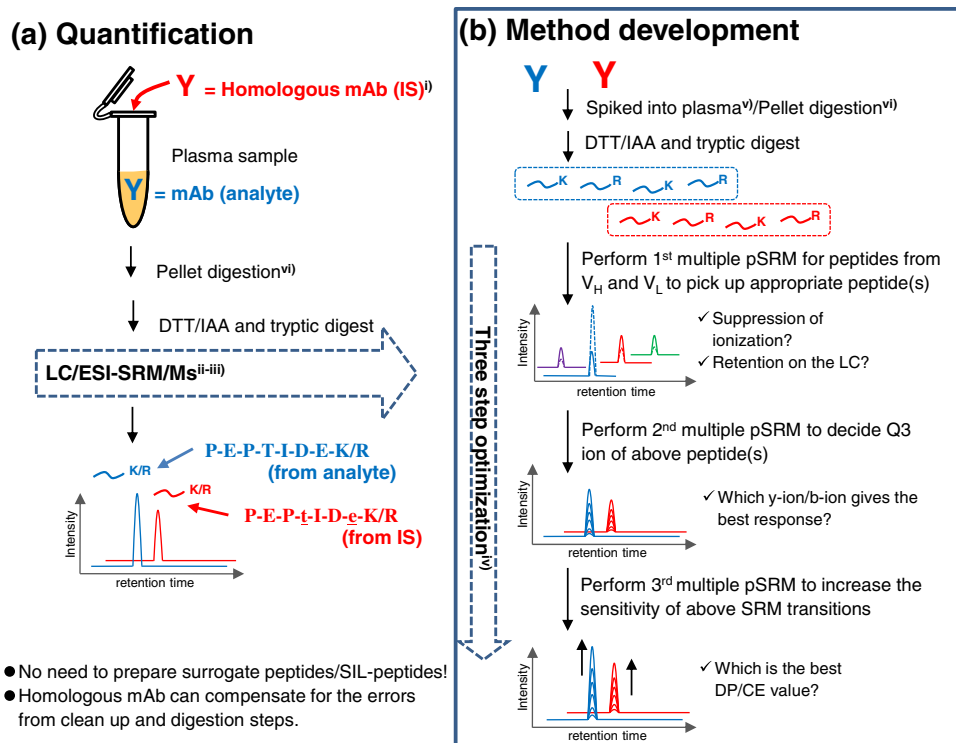 (a) Quantification
Y = Homologous mAb (IS)i)
Plasma sample
Y = mAb (analyte)
Pellet digestionvi)
DTT/IAA and tryptic digest
LC/ESI-SRM/Msii-iii)
P-E-P-T-I-D-E-K/R
K/R
(from analyte)
K/R
P-E-P-t-I-D-e-K/R
(from IS)
Intensity
retention time
● No need to prepare surrogate peptides/SIL-peptides!
● Homologous mAb can compensate for the errors
from clean up and digestion steps.
(b) Method development
Y Y
Spiked into plasmav)/Pellet digestionvi)
DTT/IAA and tryptic digest
K R K R
K R K R
Three step optimizationiv)
Perform 1st multiple pSRM for peptides from
VH and VL to pick up appropriate peptide(s)
Intensity
retention time
✓ Suppression of
ionization?
✓ Retention on the LC?
Perform 2nd multiple pSRM to decide Q3
ion of above peptide(s)
Intensity
retention time
✓ Which y-ion/b-ion gives the
best response?
Perform 3rd multiple pSRM to increase the
sensitivity of above SRM transitions
Intensity
retention time
✓ Which is the best
DP/CE value?